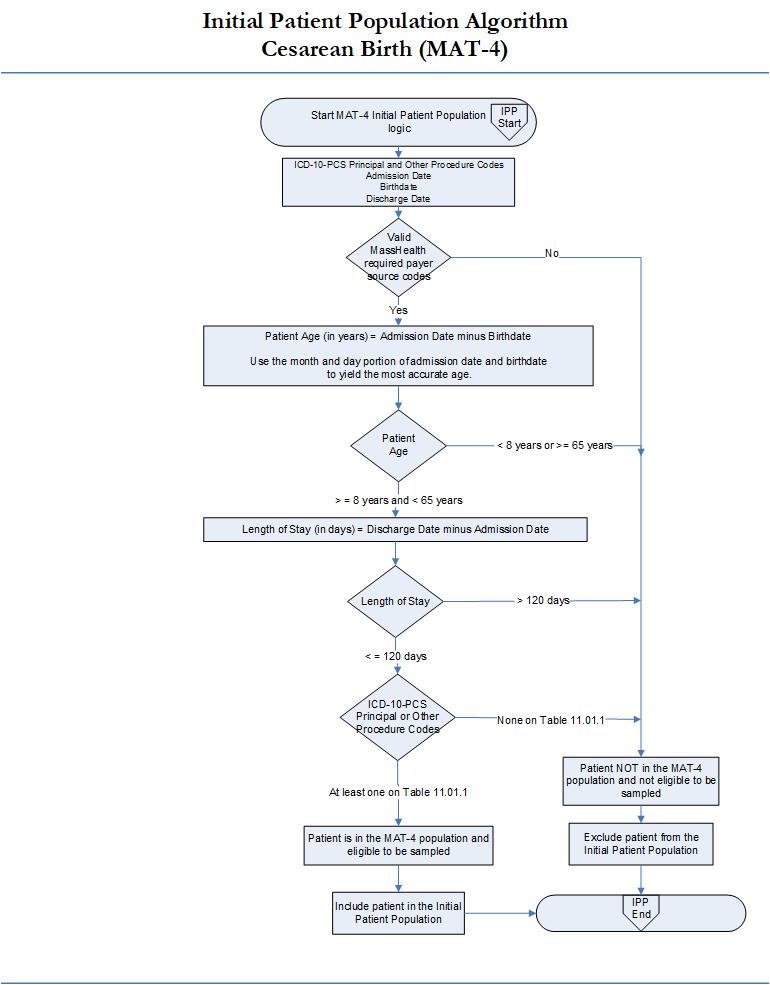 Initial Patient Population Algorithm
Cesarean Birth (MAT-4)
Start MAT-4 Initial Patient Population
logic
IPP
Start
ICD-10-PCS Principal and Other Procedure Codes
Admission Date
Birthdate
Discharge Date
Valid
MassHealth
required payer
source codes
No
Yes
Patient Age (in years) = Admission Date minus Birthdate
Use the month and day portion of admission date and birthdate
to yield the most accurate age.
Patient
Age
< 8 years or >= 65 years
> = 8 years and < 65 years
Length of Stay (in days) = Discharge Date minus Admission Date
Length of Stay
> 120 days
< = 120 days
ICD-10-PCS
Principal or Other
Procedure Codes
None on Table 11.01.1
At least one on Table 11.01.1
Patient NOT in the MAT-4
population and not eligible to be
sampled
Patient is in the MAT-4 population and
eligible to be sampled
Exclude patient from the
Initial Patient Population
Include patient in the Initial
Patient Population
IPP
End